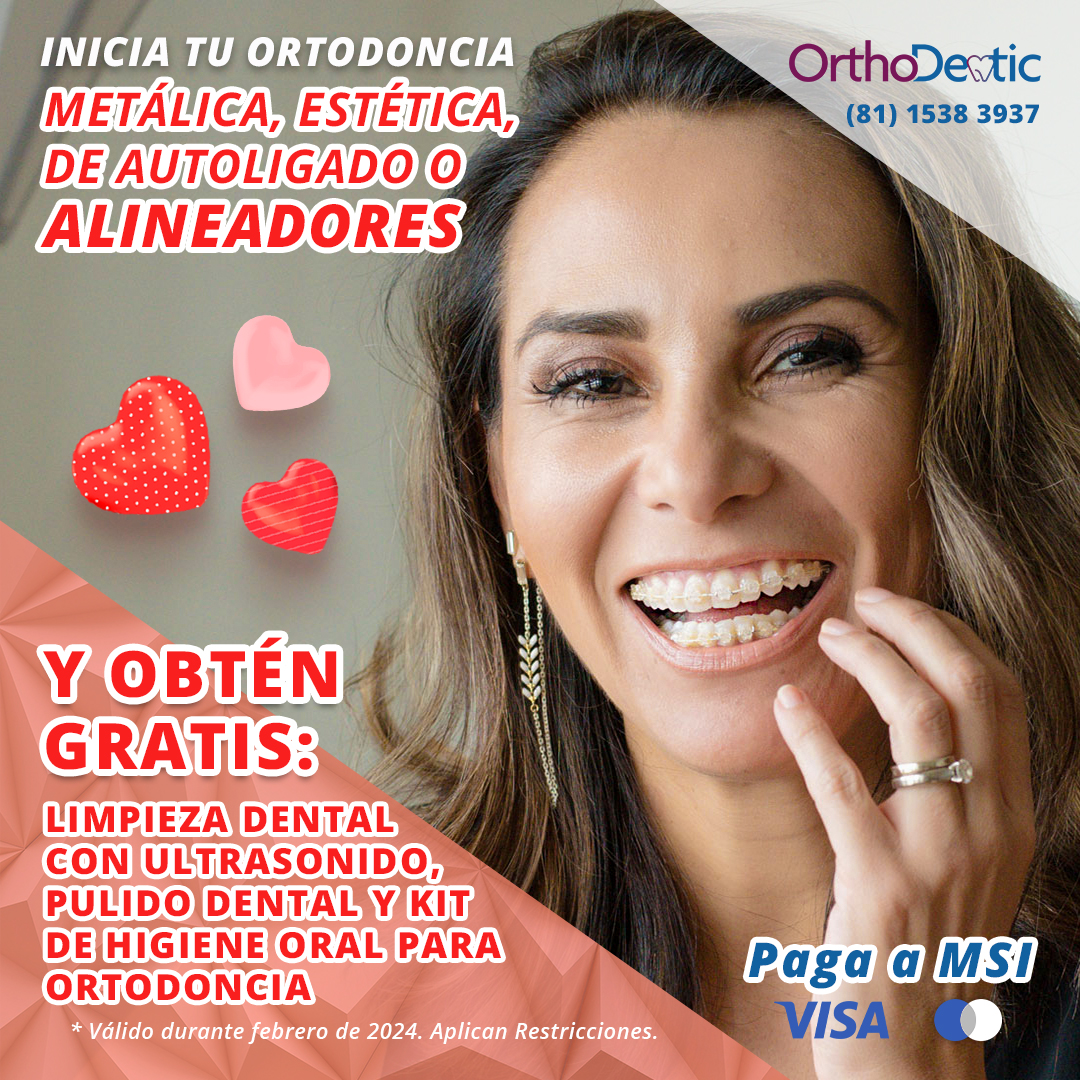 INICIA TU ORTODONCIA
METÁLICA, ESTÉTICA,
DE AUTOLIGADO O
ALINEADORES
OrthoDentic
(81) 1538 3937
Y OBTÉN
GRATIS:
LIMPIEZA DENTAL
CON ULTRASONIDO,
PULIDO DENTAL Y KIT
DE HIGIENE ORAL PARA
ORTODONCIA
* Válido durante febrero de 2024. Aplican Restricciones.
Paga a MSI
VISA